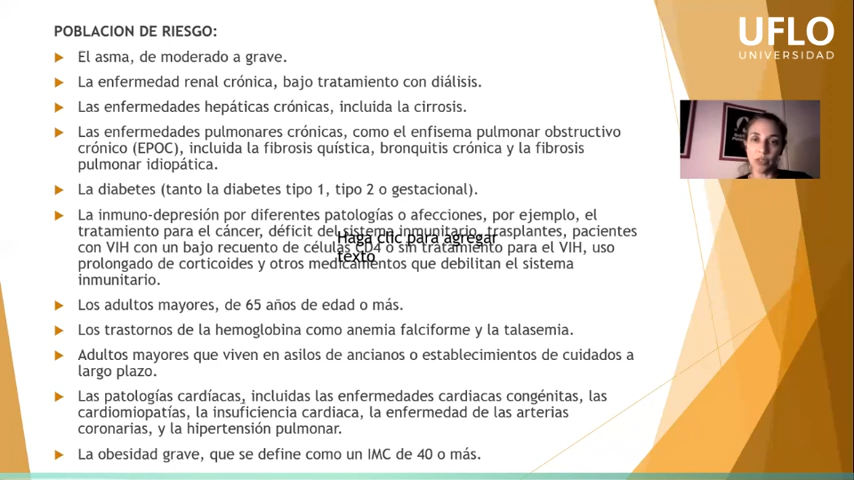 POBLACION DE RIESGO:
El asma, de moderado a grave.
La enfermedad renal crónica, bajo tratamiento con diálisis.
Las enfermedades hepáticas crónicas, incluida la cirrosis.
Las enfermedades pulmonares crónicas, como el enfisema pulmonar obstructivo
crónico (EPOC), incluida la fibrosis quística, bronquitis crónica y la fibrosis
pulmonar idiopática.
La diabetes (tanto la diabetes tipo 1, tipo 2 o gestacional).
La inmuno-depresión por diferentes patologías o afecciones, por ejemplo, el
tratamiento para el cáncer, déficit del sistema inmunitario, trasplantes, pacientes
con VIH con un bajo recuento de células CD4 o sin tratamiento para el VIH, uso
prolongado de corticoides y otros medicamentos que debilitan el sistema
inmunitario.
Haga clic para agregar
texto
Los adultos mayores, de 65 años de edad o más.
Los trastornos de la hemoglobina como anemia falciforme y la talasemia.
Adultos mayores que viven en asilos de ancianos o establecimientos de cuidados a
largo plazo.
Las patologías cardíacas, incluidas las enfermedades cardiacas congénitas, las
cardiomiopatías, la insuficiencia cardiaca, la enfermedad de las arterias
coronarias, y la hipertensión pulmonar.
La obesidad grave, que se define como un IMC de 40 o más.
UFLO
UNIVERSIDAD